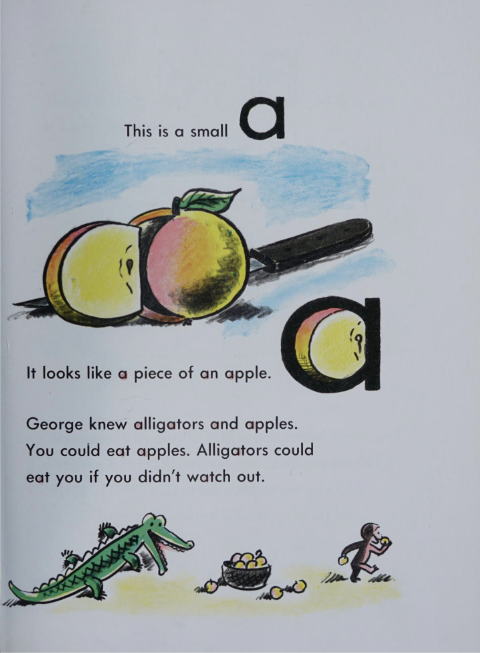 This is a small a
It looks like a piece of an apple. a
George knew alligators and apples.
You could eat apples. Alligators could
eat you if you didn't watch out.